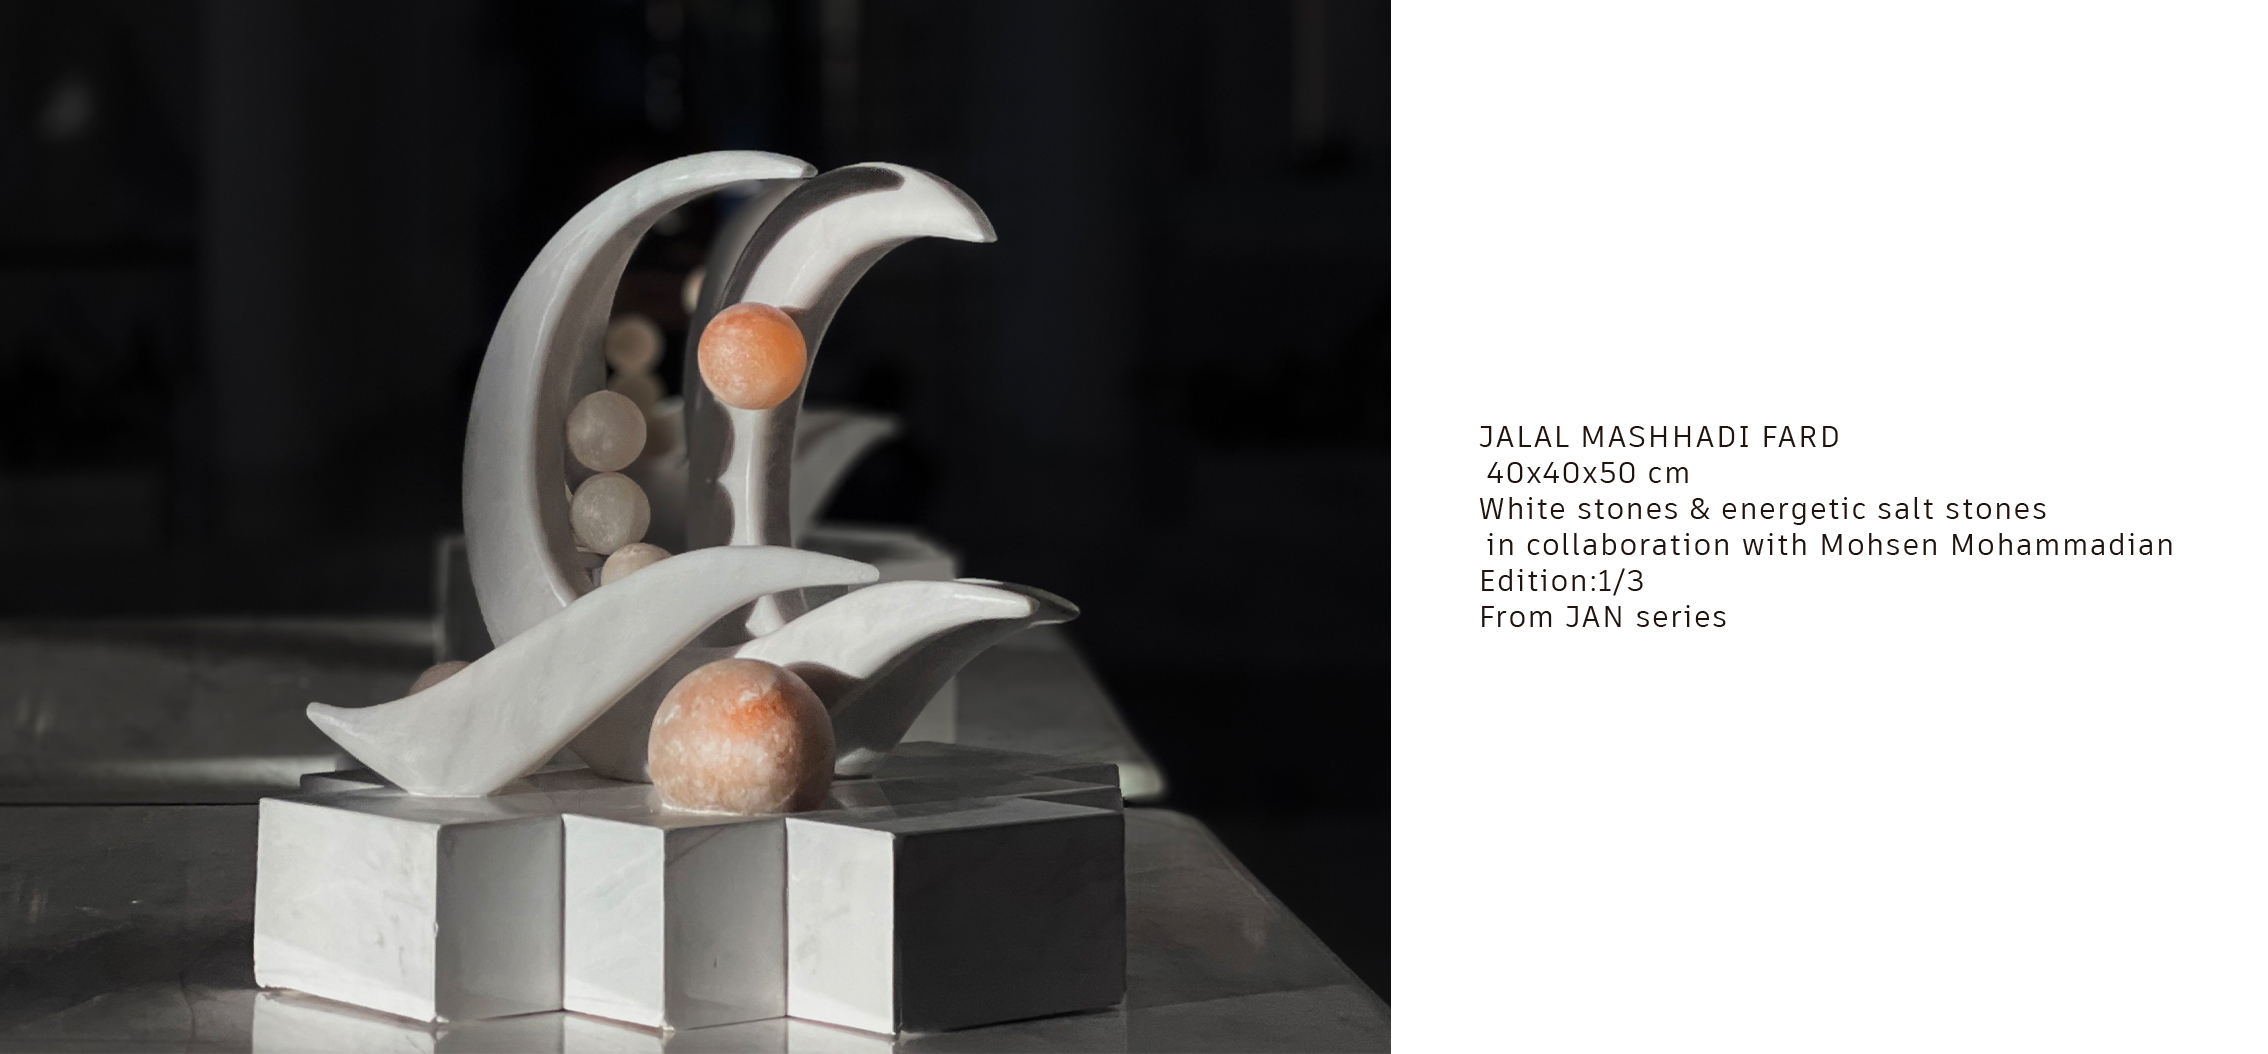 JALAL MASHHADI FARD
40x40x50 cm
White stones & energetic salt stones
in collaboration with Mohsen Mohammadian
Edition:1/3
From JAN series